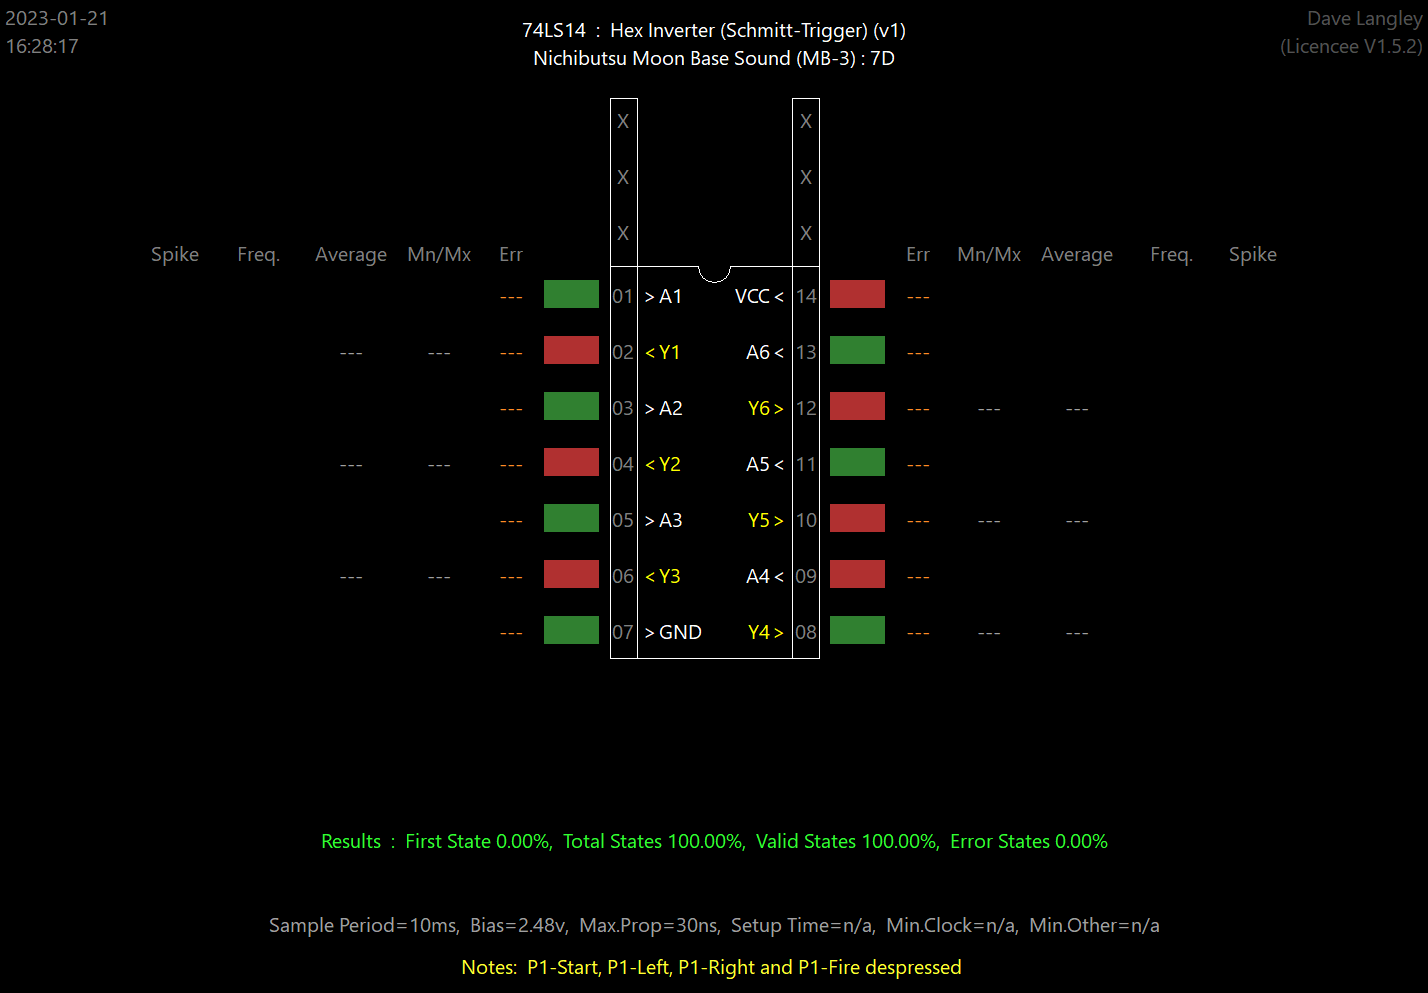 2023-01-21
16:28:17
74LS14 : Hex Inverter (Schmitt-Trigger) (v1)
Nichibutsu Moon Base Sound (MB-3) : 7D
Dave Langley
(Licencee V1.5.2)
X X
X X
X X
Spike Freq. Average Mn/Mx Err Err Mn/Mx Average Freq. Spike
--- 01 > A1 VCC < 14 ---
--- --- --- 02 < Y1 A6 < 13 ---
--- 03 > A2 Y6 > 12 --- --- ---
--- --- --- 04 < Y2 A5 < 11 ---
--- 05 > A3 Y5 > 10 --- --- ---
--- --- --- 06 < Y3 A4 < 09 ---
--- 07 > GND Y4 > 08 --- --- ---
Results : First State 0.00%, Total States 100.00%, Valid States 100.00%, Error States 0.00%
Sample Period=10ms, Bias=2.48v, Max.Prop=30ns, Setup Time=n/a, Min.Clock=n/a, Min.Other=n/a
Notes: P1-Start, P1-Left, P1-Right and P1-Fire despressed